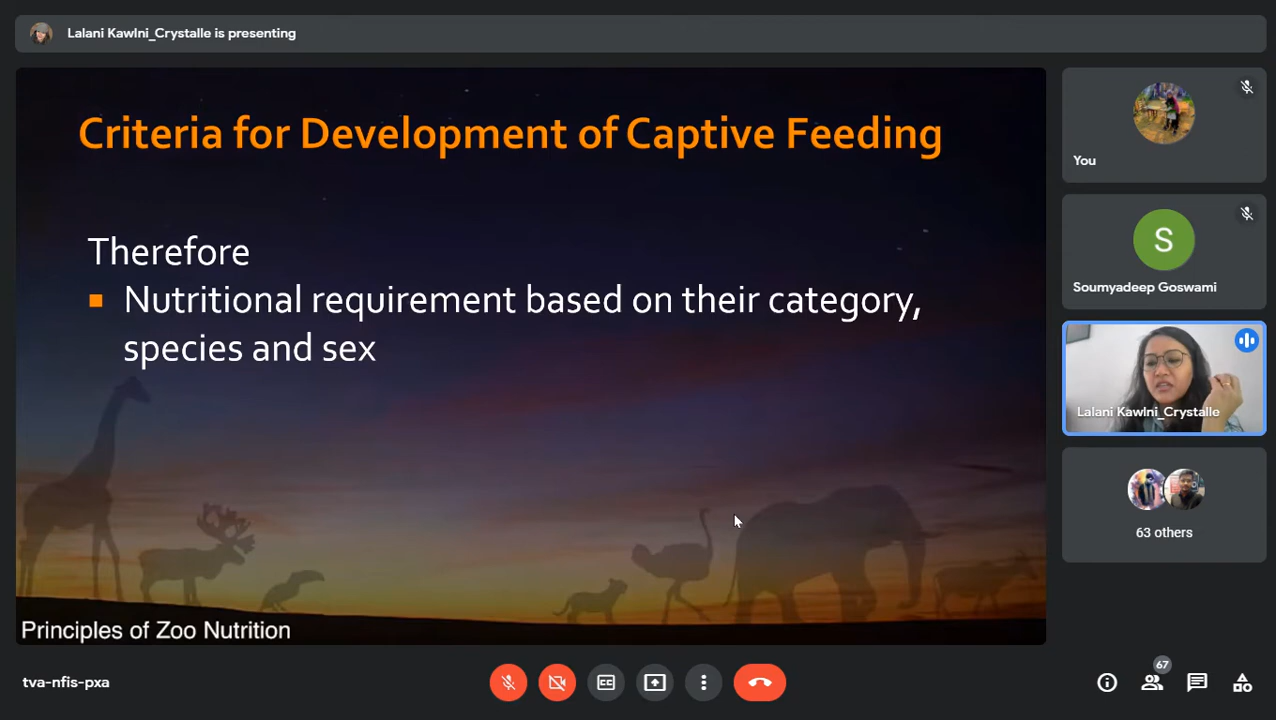 Lalani Kawlni_Crystalle is presenting
Criteria for Development of Captive Feeding
Therefore
Nutritional requirement based on their category,
species and sex
Principles of Zoo Nutrition
You
S
Soumyadeep Goswami
Lalani Kawlni_Crystalle
63 others
tva-nfis-pxa
CC
67